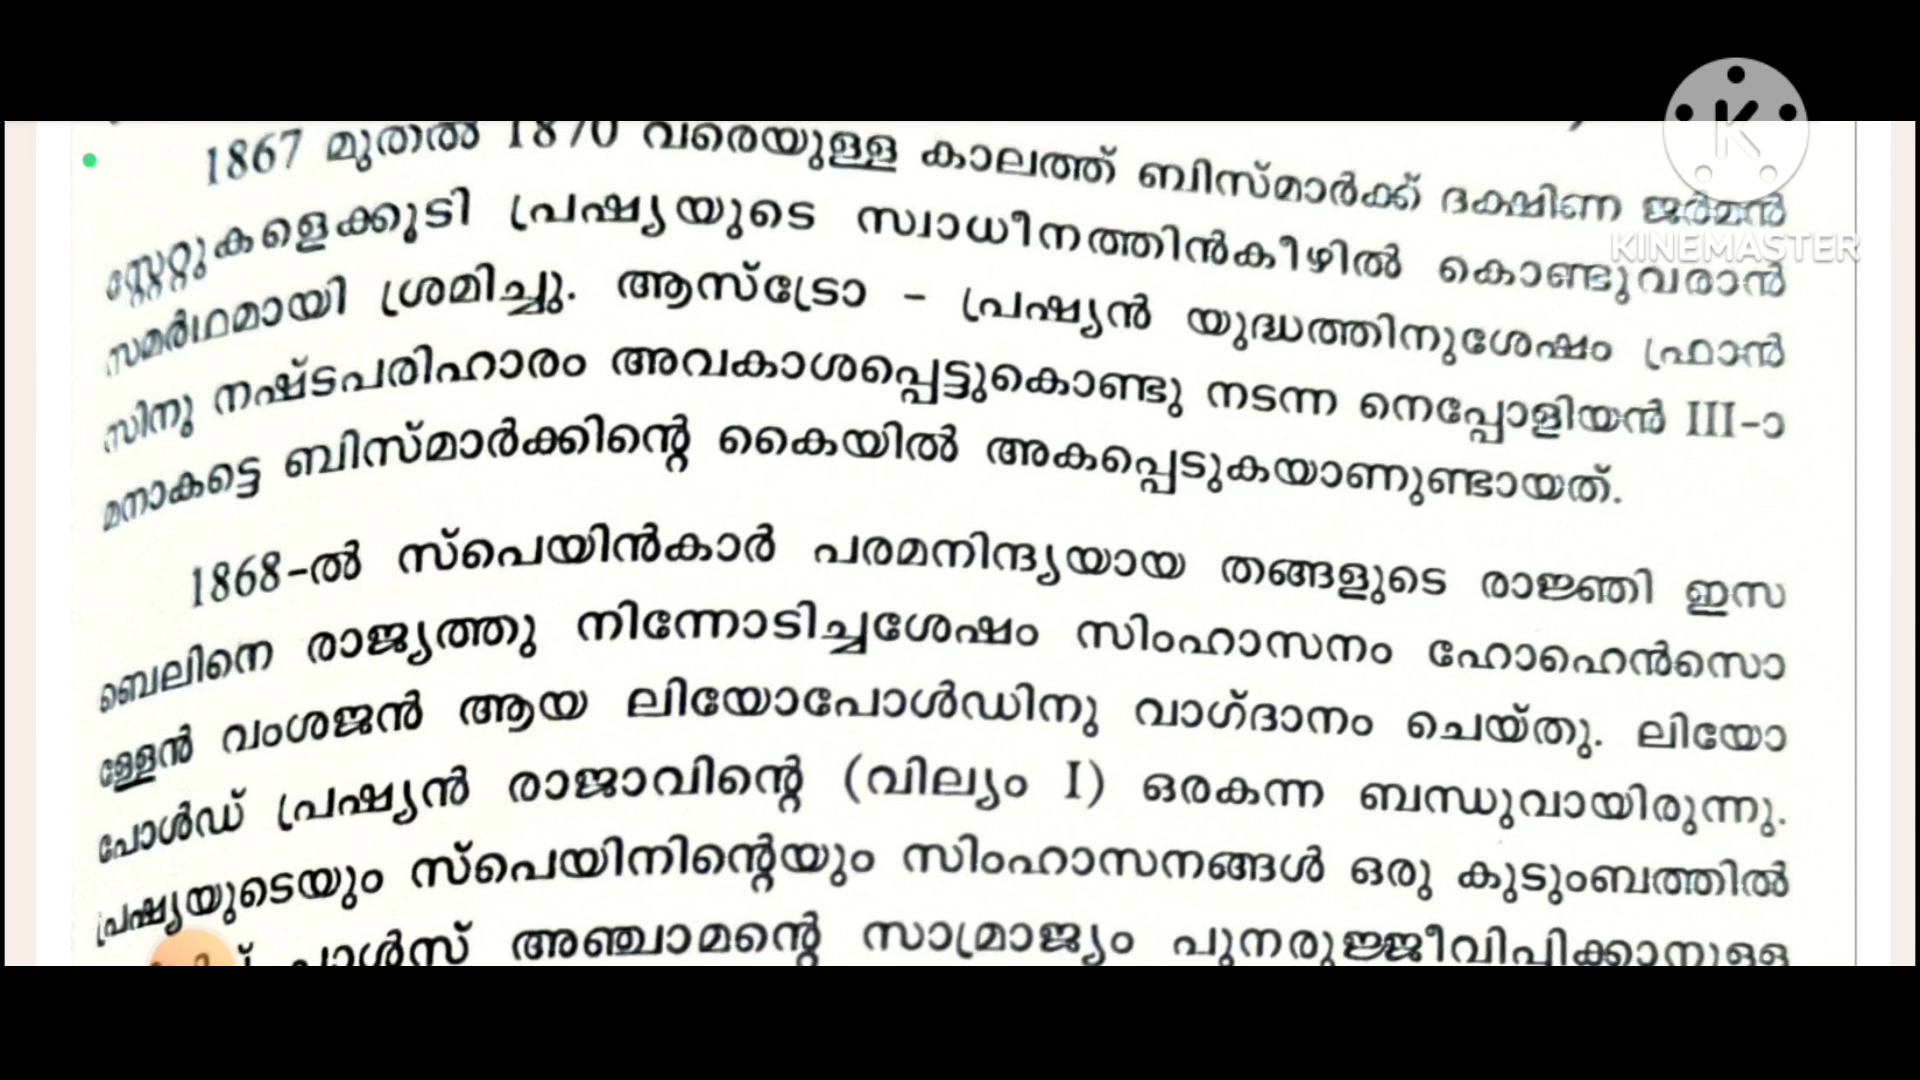 1867 മുതൽ 1870 വരെയുള്ള കാലത്ത് ബിസ്മാർക്ക് ദക്ഷിണ ജർമൻ
സ്റ്റേറ്റുകളെക്കൂടി പ്രഷ്യയുടെ സ്വാധീനത്തിൻകീഴിൽ കൊണ്ടുവരാൻ
സമർഥമായി ശ്രമിച്ചു. ആസ്ട്രോ – പ്രഷ്യൻ യുദ്ധത്തിനുശേഷം ഫ്രാൻ
സിനു നഷ്ടപരിഹാരം അവകാശപ്പെട്ടുകൊണ്ടു നടന്ന നെപ്പോളിയൻ III-ാ
മനാകട്ടെ ബിസ്മാർക്കിന്റെ കൈയിൽ അകപ്പെടുകയാണുണ്ടായത്.
1868-ൽ സ്പെയിൻകാർ പരമനിന്ദ്യയായ തങ്ങളുടെ രാജ്ഞി ഇസ
ബെലിനെ രാജ്യത്തു നിന്നോടിച്ചശേഷം സിംഹാസനം ഹോഹെൻസൊ
ള്ളേൻ വംശജൻ ആയ ലിയോപോൾഡിനു വാഗ്ദാനം ചെയ്തു. ലിയോ
പോൾഡ് പ്രഷ്യൻ രാജാവിന്റെ (വില്യം I) ഒരകന്ന ബന്ധുവായിരുന്നു.
പ്രഷ്യയുടെയും സ്പെയിനിന്റെയും സിംഹാസനങ്ങൾ ഒരു കുടുംബത്തിൽ
ചാൾസ് അഞ്ചാമന്റെ സാമ്രാജ്യം പുനരുജ്ജീവിപ്പിക്കാനുള്ള
KINEMASTER